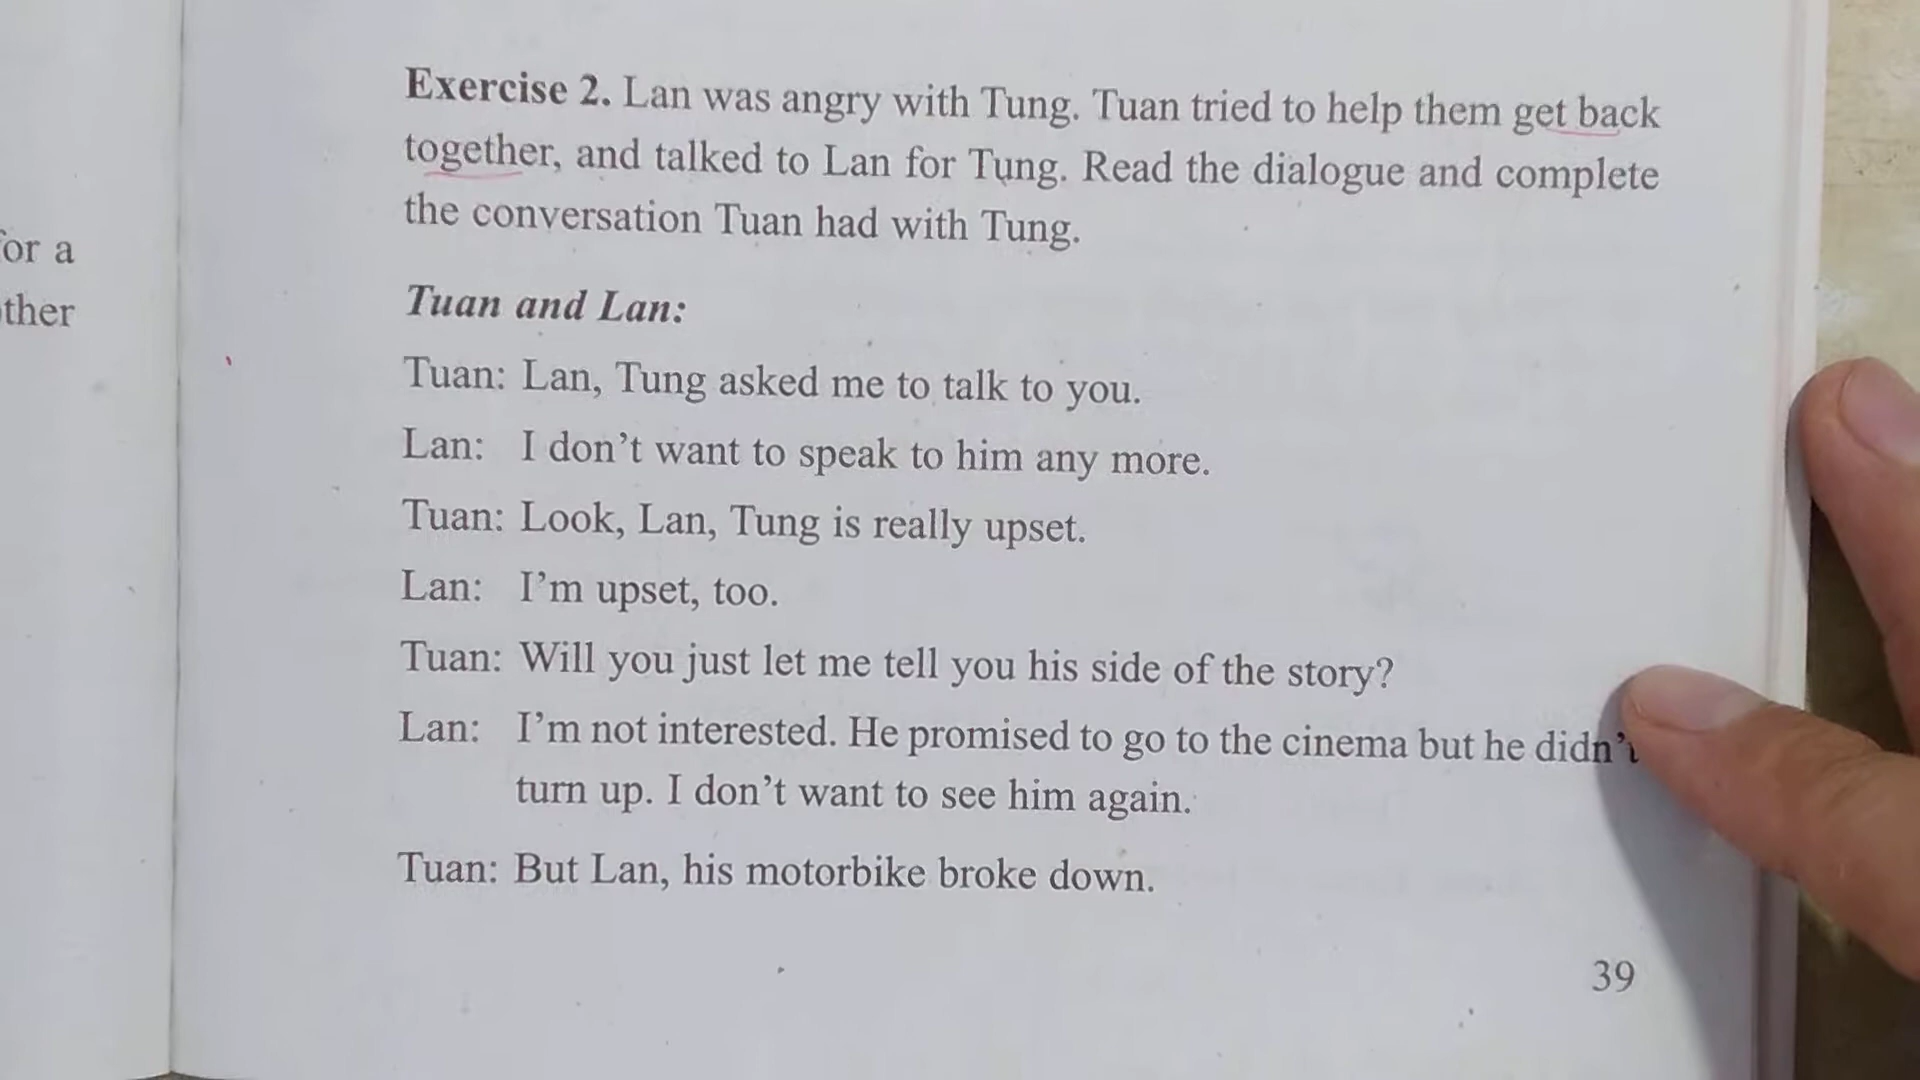 for a
other
Exercise 2. Lan was angry with Tung. Tuan tried to help them get back
together, and talked to Lan for Tung. Read the dialogue and complete
the conversation Tuan had with Tung.
Tuan and Lan:
Tuan: Lan, Tung asked me to talk to you.
Lan: I don't want to speak to him any more.
Tuan: Look, Lan, Tung is really upset.
Lan: I'm upset, too.
Tuan: Will you just let me tell you his side of the story?
Lan: I'm not interested. He promised to go to the cinema but he didn't
turn up. I don't want to see him again.
Tuan: But Lan, his motorbike broke down.
39